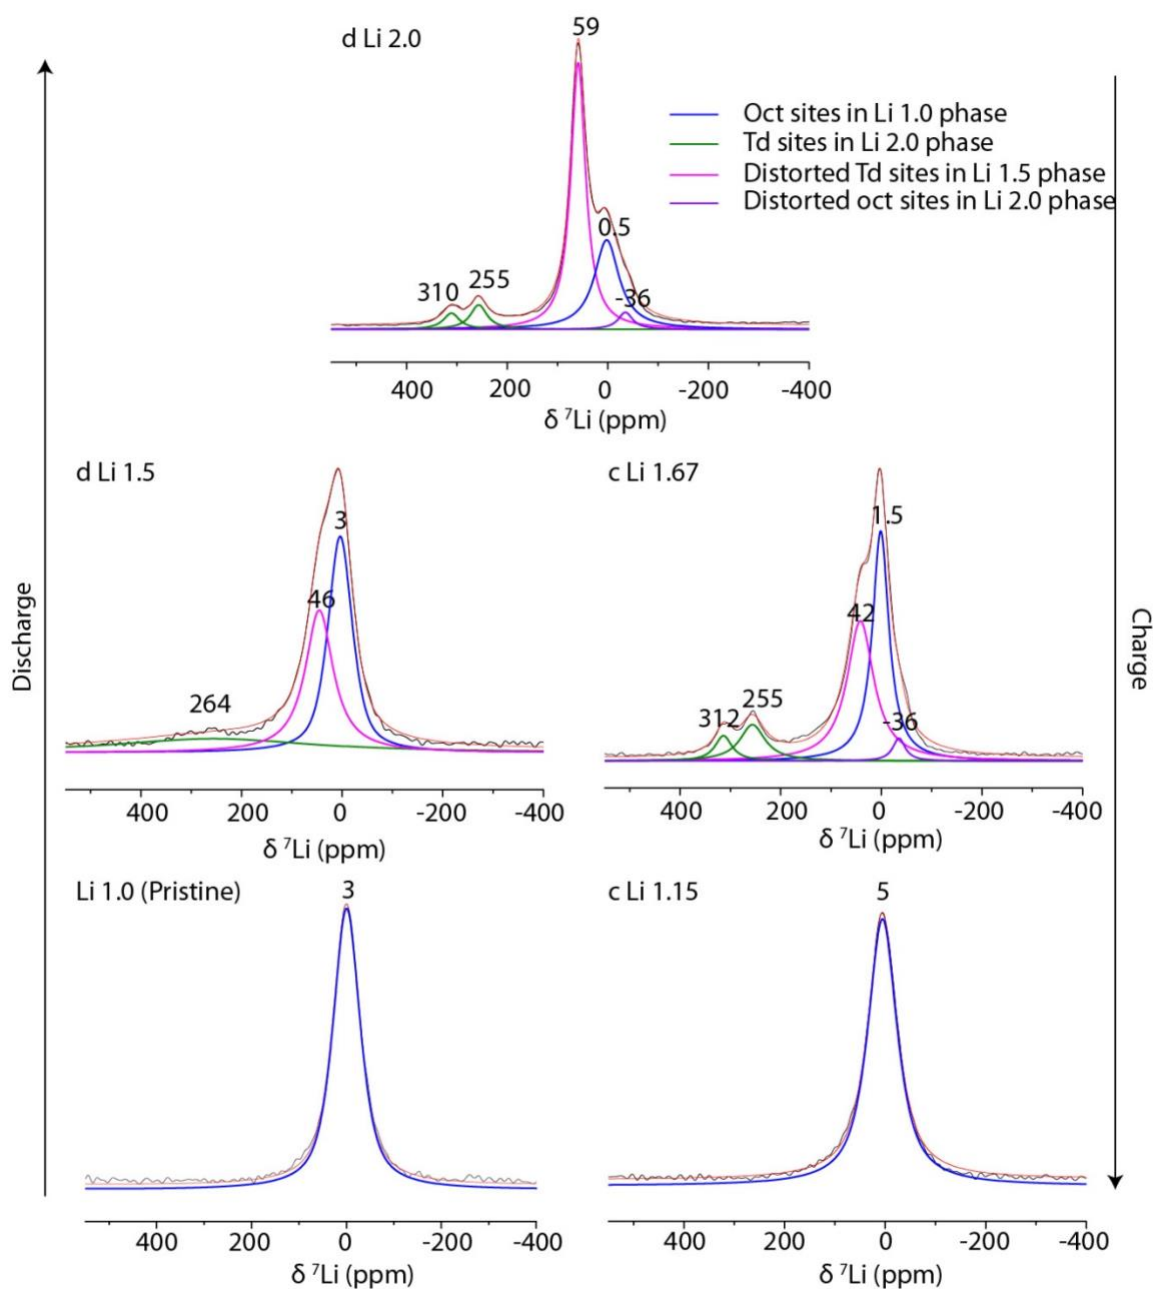 d Li 2.0
59
Oct sites in Li 1.0 phase
Td sites in Li 2.0 phase
Distorted Td sites in Li 1.5 phase
Distorted oct sites in Li 2.0 phase
0.5
310 255
-36
400 200 0 -200 -400
δ ⁷Li (ppm)
d Li 1.5
3
46
264
400 200 0 -200 -400
δ ⁷Li (ppm)
c Li 1.67
1.5
42
312 255
-36
400 200 0 -200 -400
δ ⁷Li (ppm)
Discharge
Charge
Li 1.0 (Pristine)
3
400 200 0 -200 -400
δ ⁷Li (ppm)
c Li 1.15
5
400 200 0 -200 -400
δ ⁷Li (ppm)